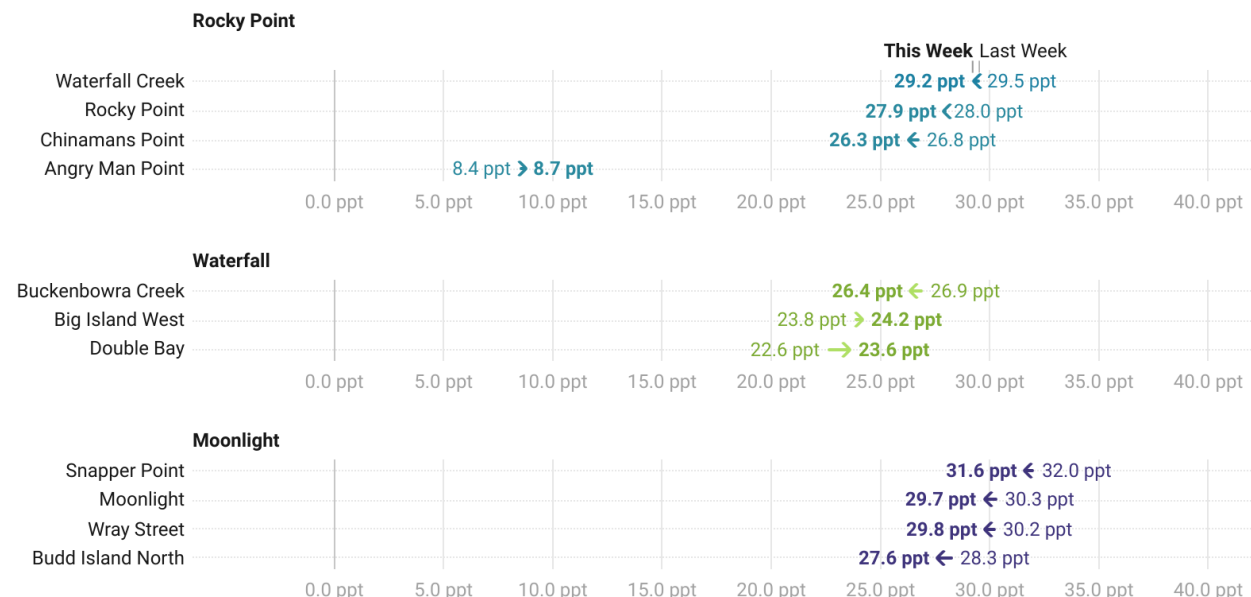 Rocky Point
This Week Last Week
Waterfall Creek 29.2 ppt 29.5 ppt
Rocky Point 27.9 ppt 28.0 ppt
Chinamans Point 26.3 ppt 26.8 ppt
Angry Man Point 8.4 ppt 8.7 ppt
0.0 ppt 5.0 ppt 10.0 ppt 15.0 ppt 20.0 ppt 25.0 ppt 30.0 ppt 35.0 ppt 40.0 ppt
Waterfall
Buckenbowra Creek 26.4 ppt 26.9 ppt
Big Island West 23.8 ppt 24.2 ppt
Double Bay 22.6 ppt 23.6 ppt
0.0 ppt 5.0 ppt 10.0 ppt 15.0 ppt 20.0 ppt 25.0 ppt 30.0 ppt 35.0 ppt 40.0 ppt
Moonlight
Snapper Point 31.6 ppt 32.0 ppt
Moonlight 29.7 ppt 30.3 ppt
Wray Street 29.8 ppt 30.2 ppt
Budd Island North 27.6 ppt 28.3 ppt
0.0 ppt 5.0 ppt 10.0 ppt 15.0 ppt 20.0 ppt 25.0 ppt 30.0 ppt 35.0 ppt 40.0 ppt